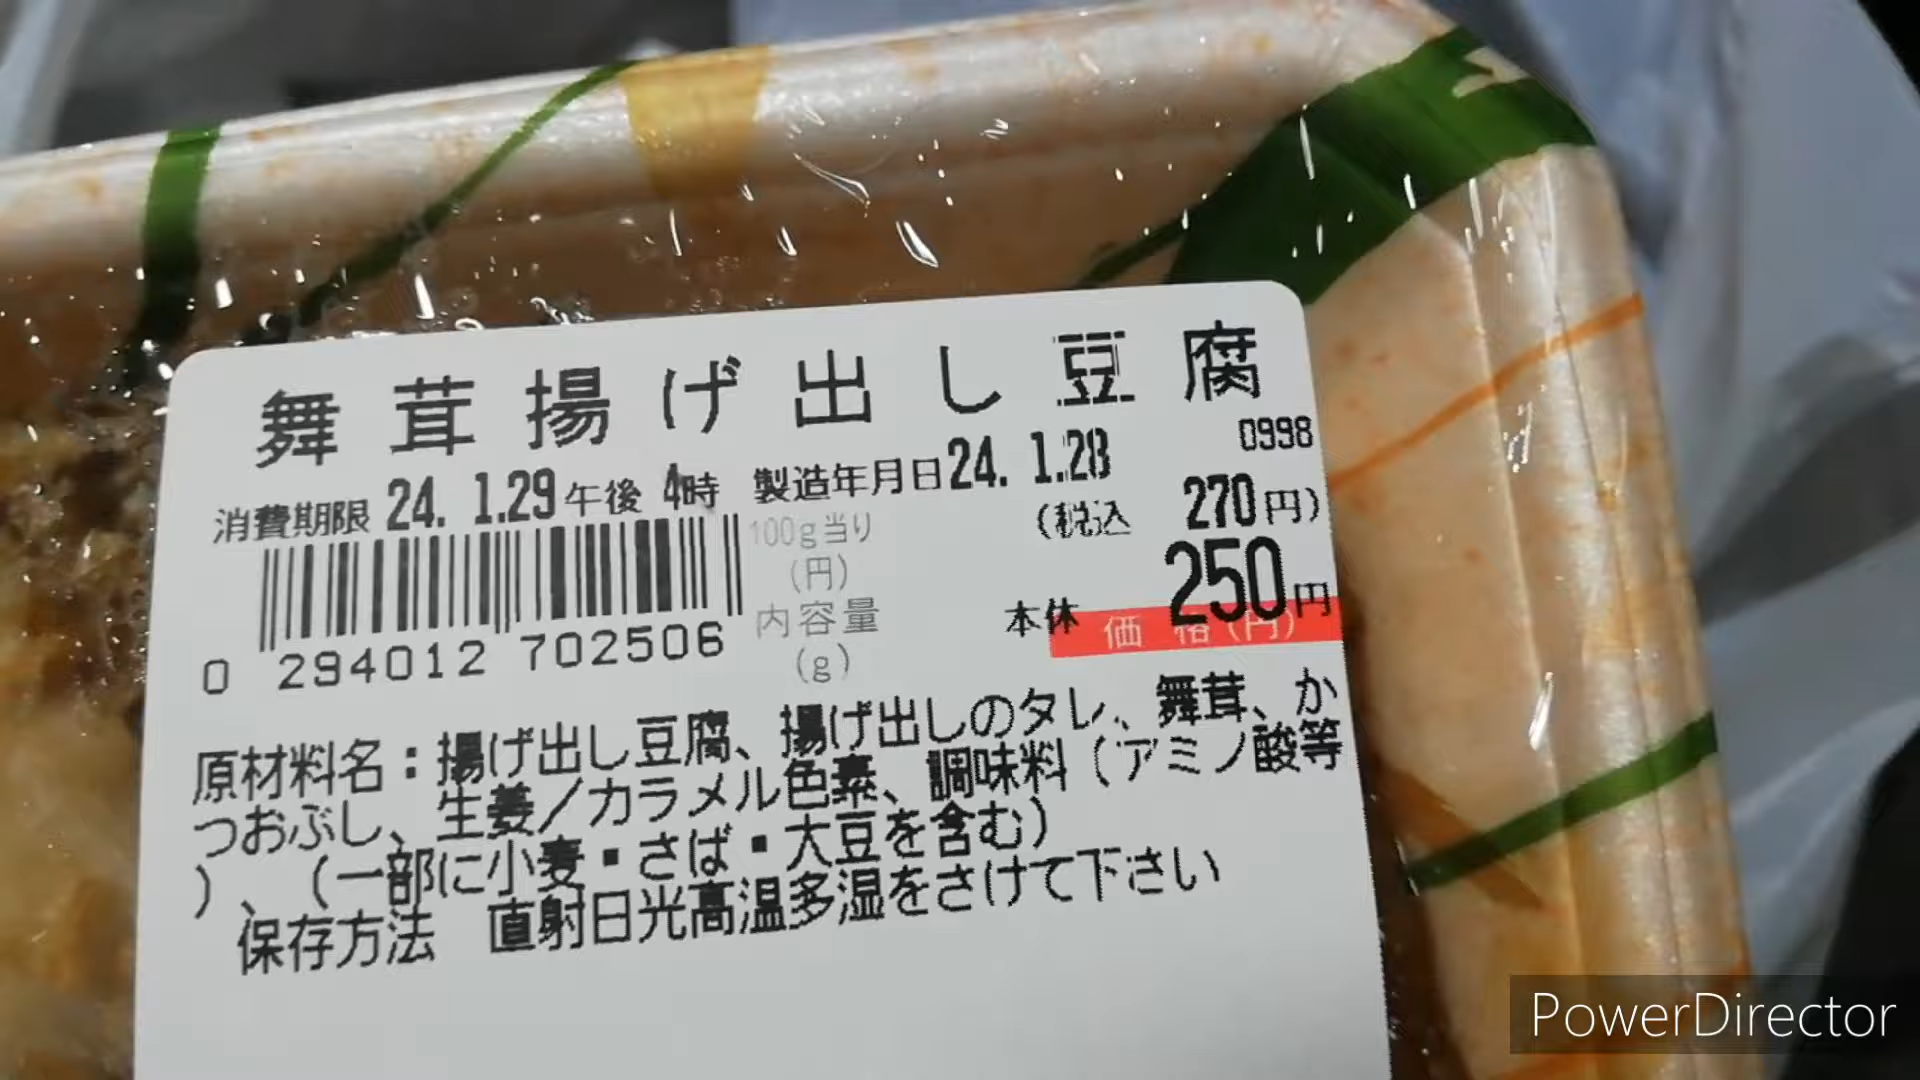 舞茸揚げ出し豆腐
0998
消費期限 24. 1.29 午後 4時 製造年月日 24. 1.28
100g当り
(円)
(税込 270円)
内容量
(g)
本体 250円
価格(円)
0 294012 702506
原材料名：揚げ出し豆腐、揚げ出しのタレ、舞茸、か
つおぶし、生姜／カラメル色素、調味料（アミノ酸等
）、（一部に小麦・さば・大豆を含む）
保存方法 直射日光高温多湿をさけて下さい
PowerDirector